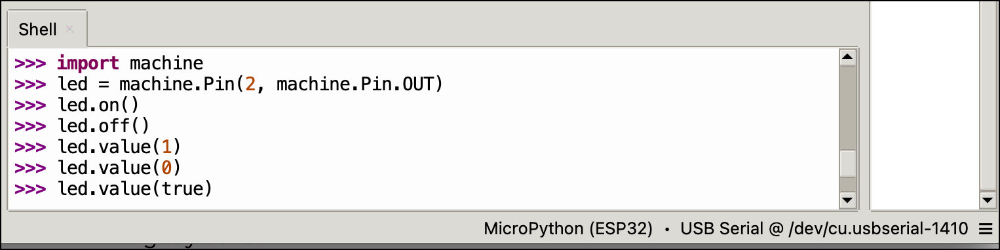 Shell
>>> import machine
>>> led = machine.Pin(2, machine.Pin.OUT)
>>> led.on()
>>> led.off()
>>> led.value(1)
>>> led.value(0)
>>> led.value(true)
MicroPython (ESP32) • USB Serial @ /dev/cu.usbserial-1410 ≡